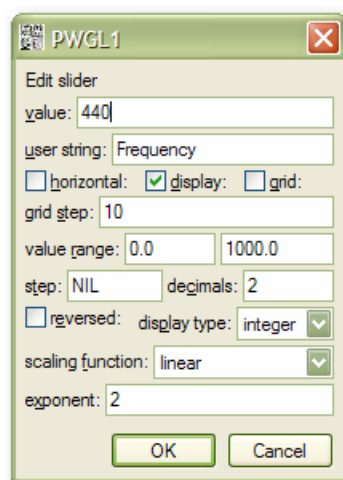 PWGL1
Edit slider
value: 440
user string: Frequency
horizontal: display: grid:
grid step: 10
value range: 0.0 1000.0
step: NIL decimals: 2
reversed: display type: integer
scaling function: linear
exponent: 2
OK Cancel